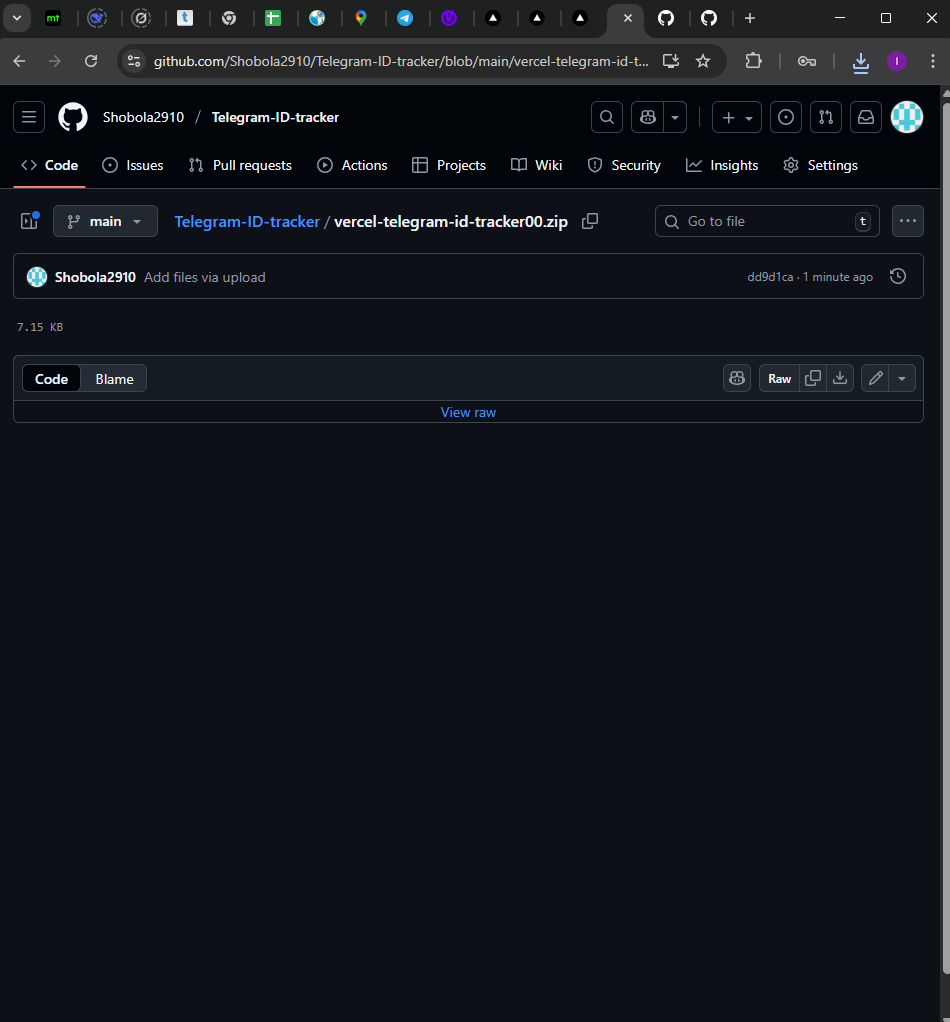 mt
github.com/Shobola2910/Telegram-ID-tracker/blob/main/vercel-telegram-id-t...
I
Shobola2910 / Telegram-ID-tracker
Code Issues Pull requests Actions Projects Wiki Security Insights Settings
main Telegram-ID-tracker / vercel-telegram-id-tracker00.zip Go to file t
Shobola2910 Add files via upload dd9d1ca · 1 minute ago
7.15 KB
Code Blame Raw
View raw